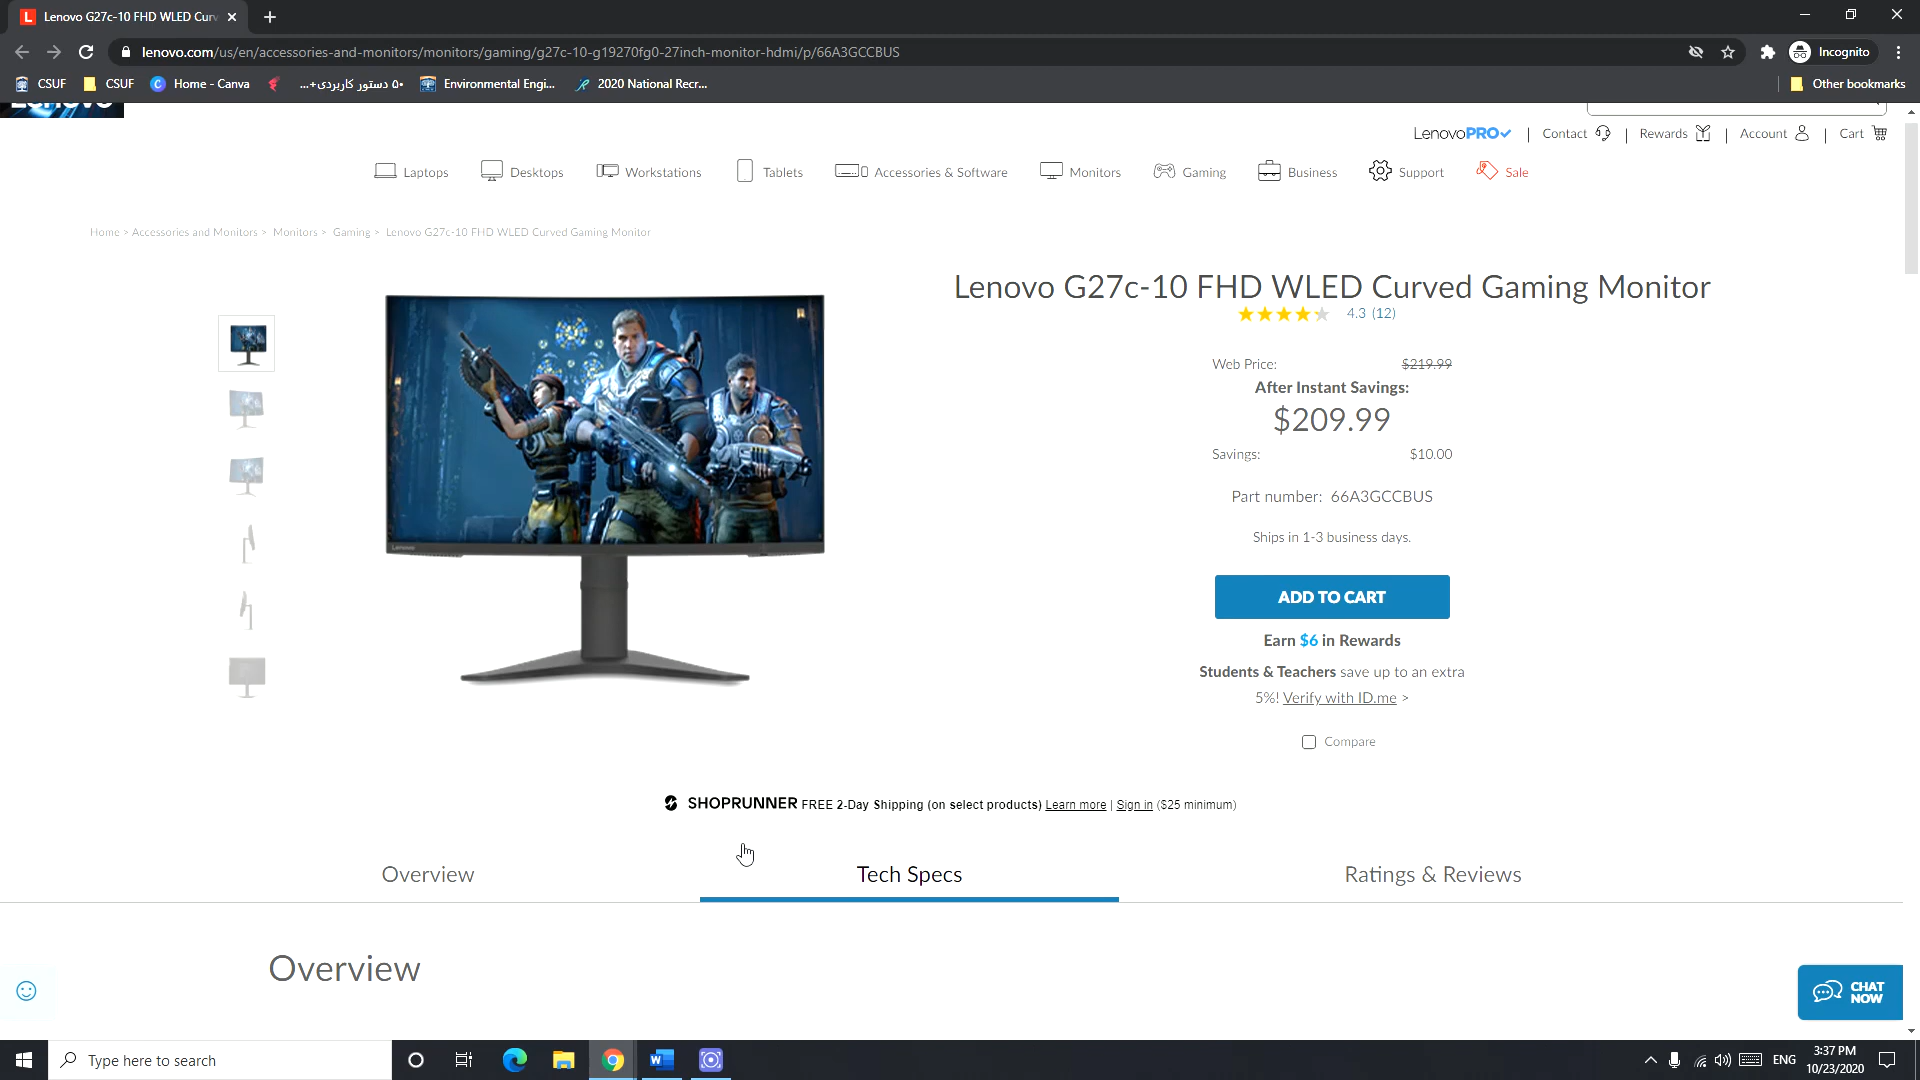 Lenovo G27c-10 FHD WLED Curv
lenovo.com/us/en/accessories-and-monitors/monitors/gaming/g27c-10-g19270fg0-27inch-monitor-hdmi/p/66A3GCCBUS
Incognito
CSUF
CSUF
Home - Canva
۵۰ دستور کاربردی+...
Environmental Engi...
2020 National Recr...
Other bookmarks
Lenovo
LenovoPRO
Contact
Rewards
Account
Cart
Laptops
Desktops
Workstations
Tablets
Accessories & Software
Monitors
Gaming
Business
Support
Sale
Home > Accessories and Monitors > Monitors > Gaming > Lenovo G27c-10 FHD WLED Curved Gaming Monitor
Lenovo G27c-10 FHD WLED Curved Gaming Monitor
4.3 (12)
Web Price: $219.99
After Instant Savings:
$209.99
Savings: $10.00
Part number: 66A3GCCBUS
Ships in 1-3 business days.
ADD TO CART
Earn $6 in Rewards
Students & Teachers save up to an extra
5%! Verify with ID.me >
Compare
Lenovo
SHOPRUNNER FREE 2-Day Shipping (on select products) Learn more | Sign in ($25 minimum)
Overview
Tech Specs
Ratings & Reviews
Overview
CHAT
NOW
Type here to search
ENG
3:37 PM
10/23/2020